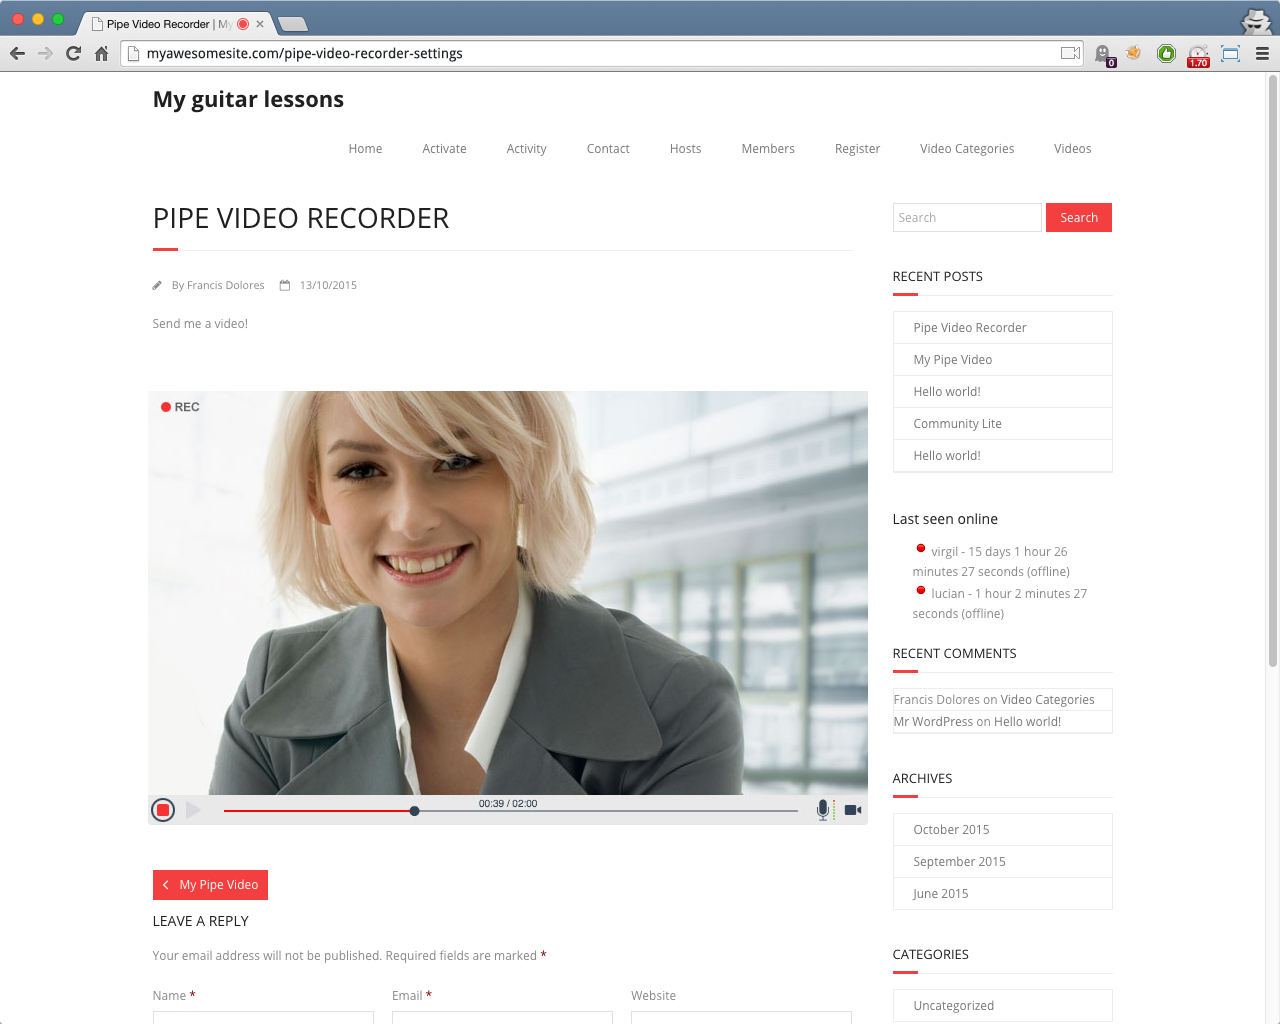 Pipe Video Recorder | My
myawesomesite.com/pipe-video-recorder-settings
0
1.70
My guitar lessons
Home Activate Activity Contact Hosts Members Register Video Categories Videos
PIPE VIDEO RECORDER
By Francis Dolores 13/10/2015
Send me a video!
REC
00:39 / 02:00
My Pipe Video
LEAVE A REPLY
Your email address will not be published. Required fields are marked *
Name * Email * Website
Search Search
RECENT POSTS
Pipe Video Recorder
My Pipe Video
Hello world!
Community Lite
Hello world!
Last seen online
virgil - 15 days 1 hour 26
minutes 27 seconds (offline)
lucian - 1 hour 2 minutes 27
seconds (offline)
RECENT COMMENTS
Francis Dolores on Video Categories
Mr WordPress on Hello world!
ARCHIVES
October 2015
September 2015
June 2015
CATEGORIES
Uncategorized